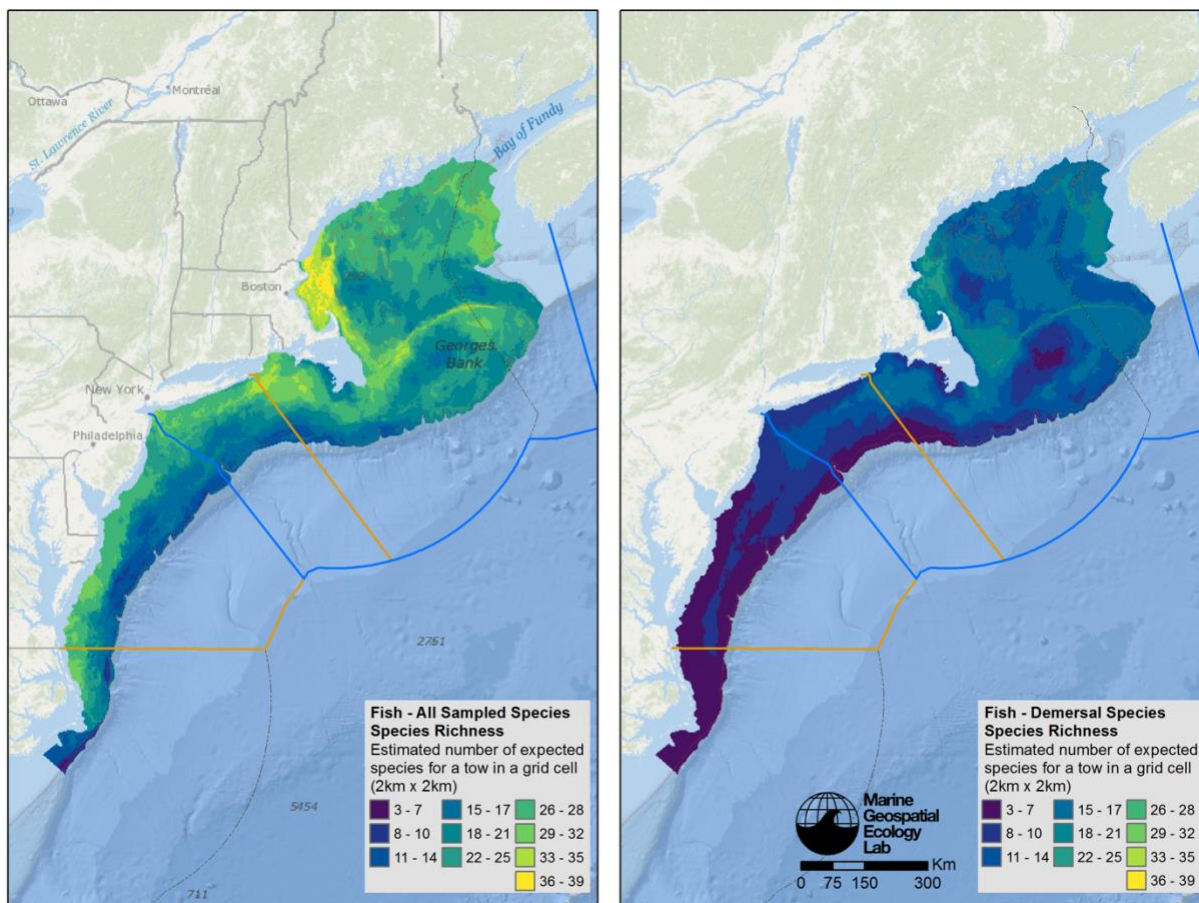 Ottawa
Montréal
St. Lawrence River
Bay of Fundy
Boston
Georges
Bank
New York
Philadelphia
2751
5454
711
Fish - All Sampled Species
Species Richness
Estimated number of expected
species for a tow in a grid cell
(2km x 2km)
3 - 7 15 - 17 26 - 28
8 - 10 18 - 21 29 - 32
11 - 14 22 - 25 33 - 35
36 - 39
Fish - Demersal Species
Species Richness
Estimated number of expected
species for a tow in a grid cell
(2km x 2km)
3 - 7 15 - 17 26 - 28
8 - 10 18 - 21 29 - 32
11 - 14 22 - 25 33 - 35
36 - 39
Marine
Geospatial
Ecology
Lab
Km
0 75 150 300